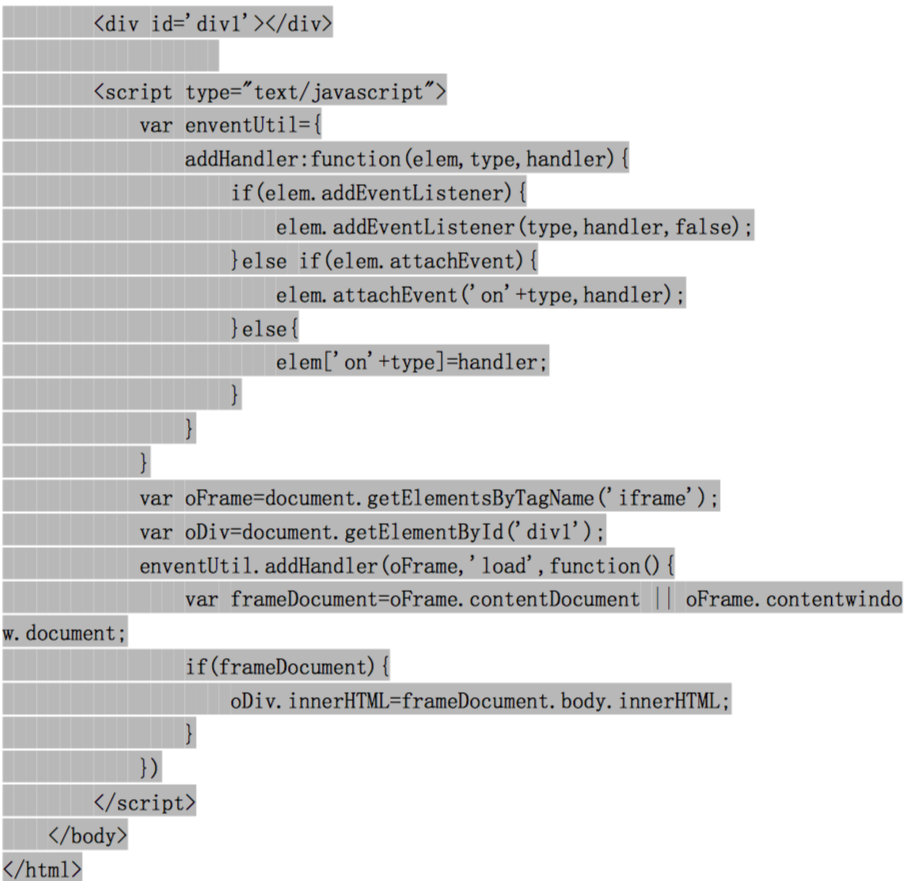 <div id='div1'></div>
<script type="text/javascript">
var enventUtil={
addHandler:function(elem,type,handler){
if(elem.addEventListener){
elem.addEventListener(type,handler,false);
}else if(elem.attachEvent){
elem.attachEvent('on'+type,handler);
}else{
elem['on'+type]=handler;
}
}
}
var oFrame=document.getElementsByTagName('iframe');
var oDiv=document.getElementById('div1');
enventUtil.addHandler(oFrame,'load',function(){
var frameDocument=oFrame.contentDocument || oFrame.contentwindo
w.document;
if(frameDocument){
oDiv.innerHTML=frameDocument.body.innerHTML;
}
})
</script>
</body>
</html>